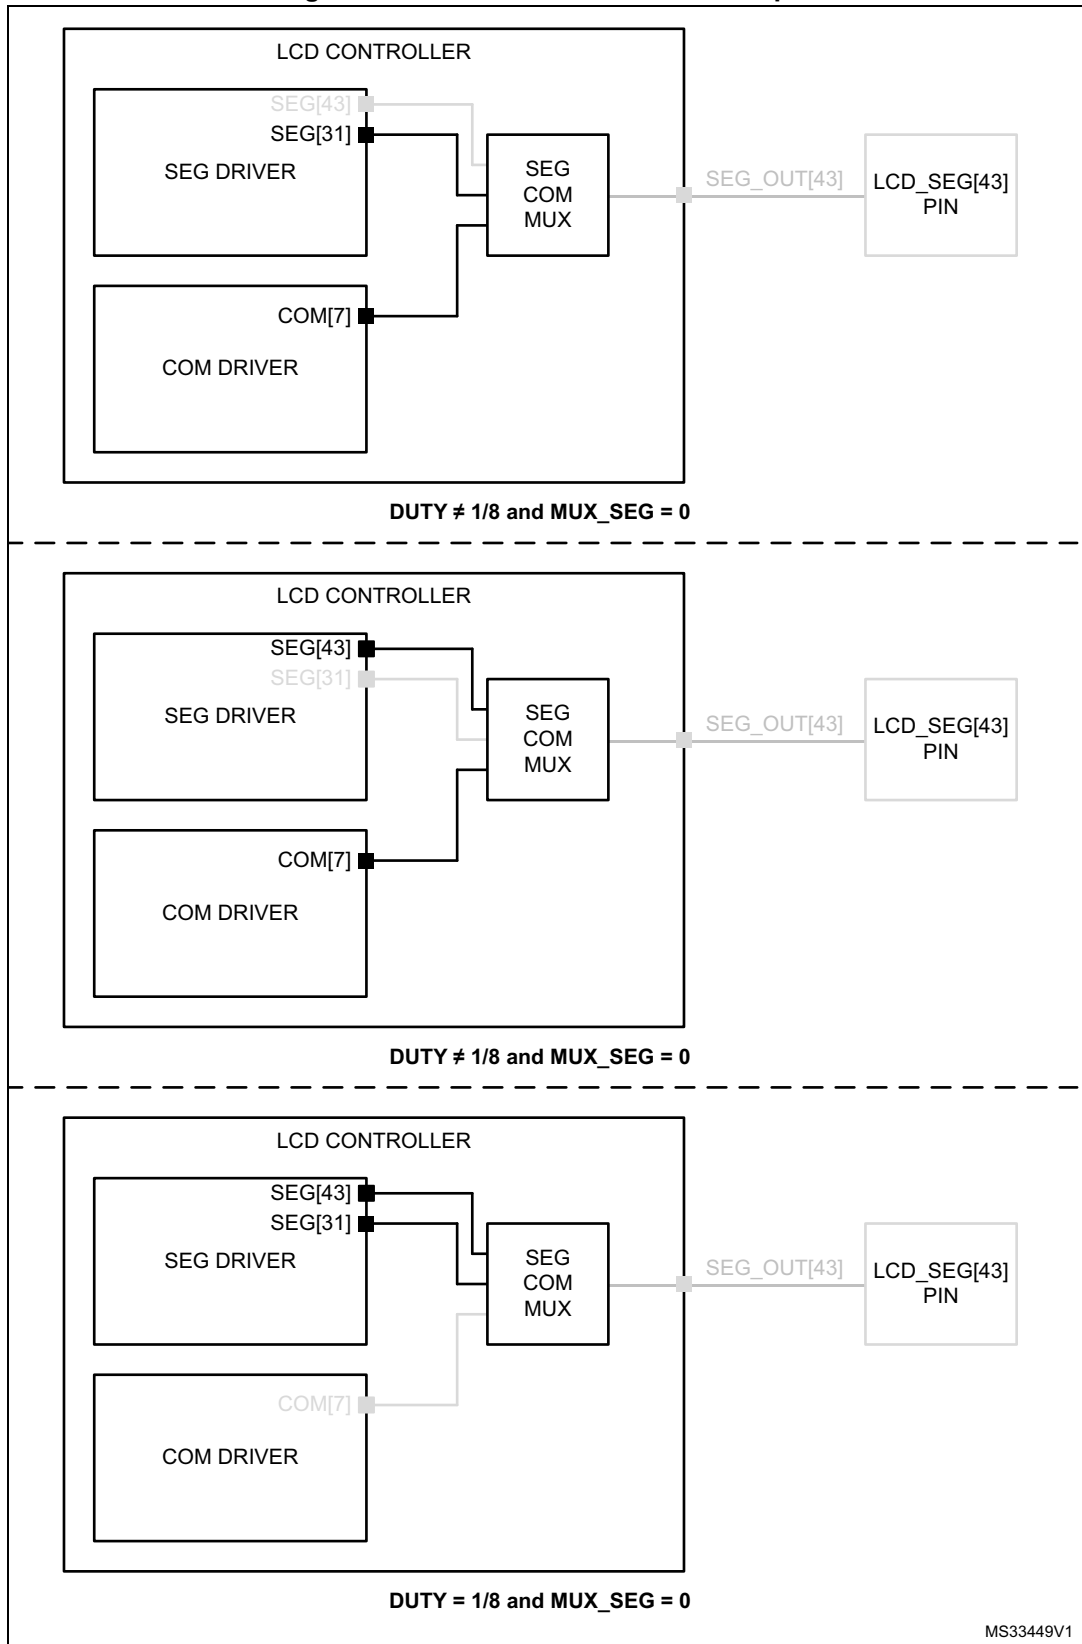 LCD CONTROLLER
SEG[43]
SEG[31]
SEG DRIVER
SEG
COM
MUX
SEG_OUT[43]
LCD_SEG[43]
PIN
COM[7]
COM DRIVER
DUTY ≠ 1/8 and MUX_SEG = 0
LCD CONTROLLER
SEG[43]
SEG[31]
SEG DRIVER
SEG
COM
MUX
SEG_OUT[43]
LCD_SEG[43]
PIN
COM[7]
COM DRIVER
DUTY ≠ 1/8 and MUX_SEG = 0
LCD CONTROLLER
SEG[43]
SEG[31]
SEG DRIVER
SEG
COM
MUX
SEG_OUT[43]
LCD_SEG[43]
PIN
COM[7]
COM DRIVER
DUTY = 1/8 and MUX_SEG = 0
MS33449V1